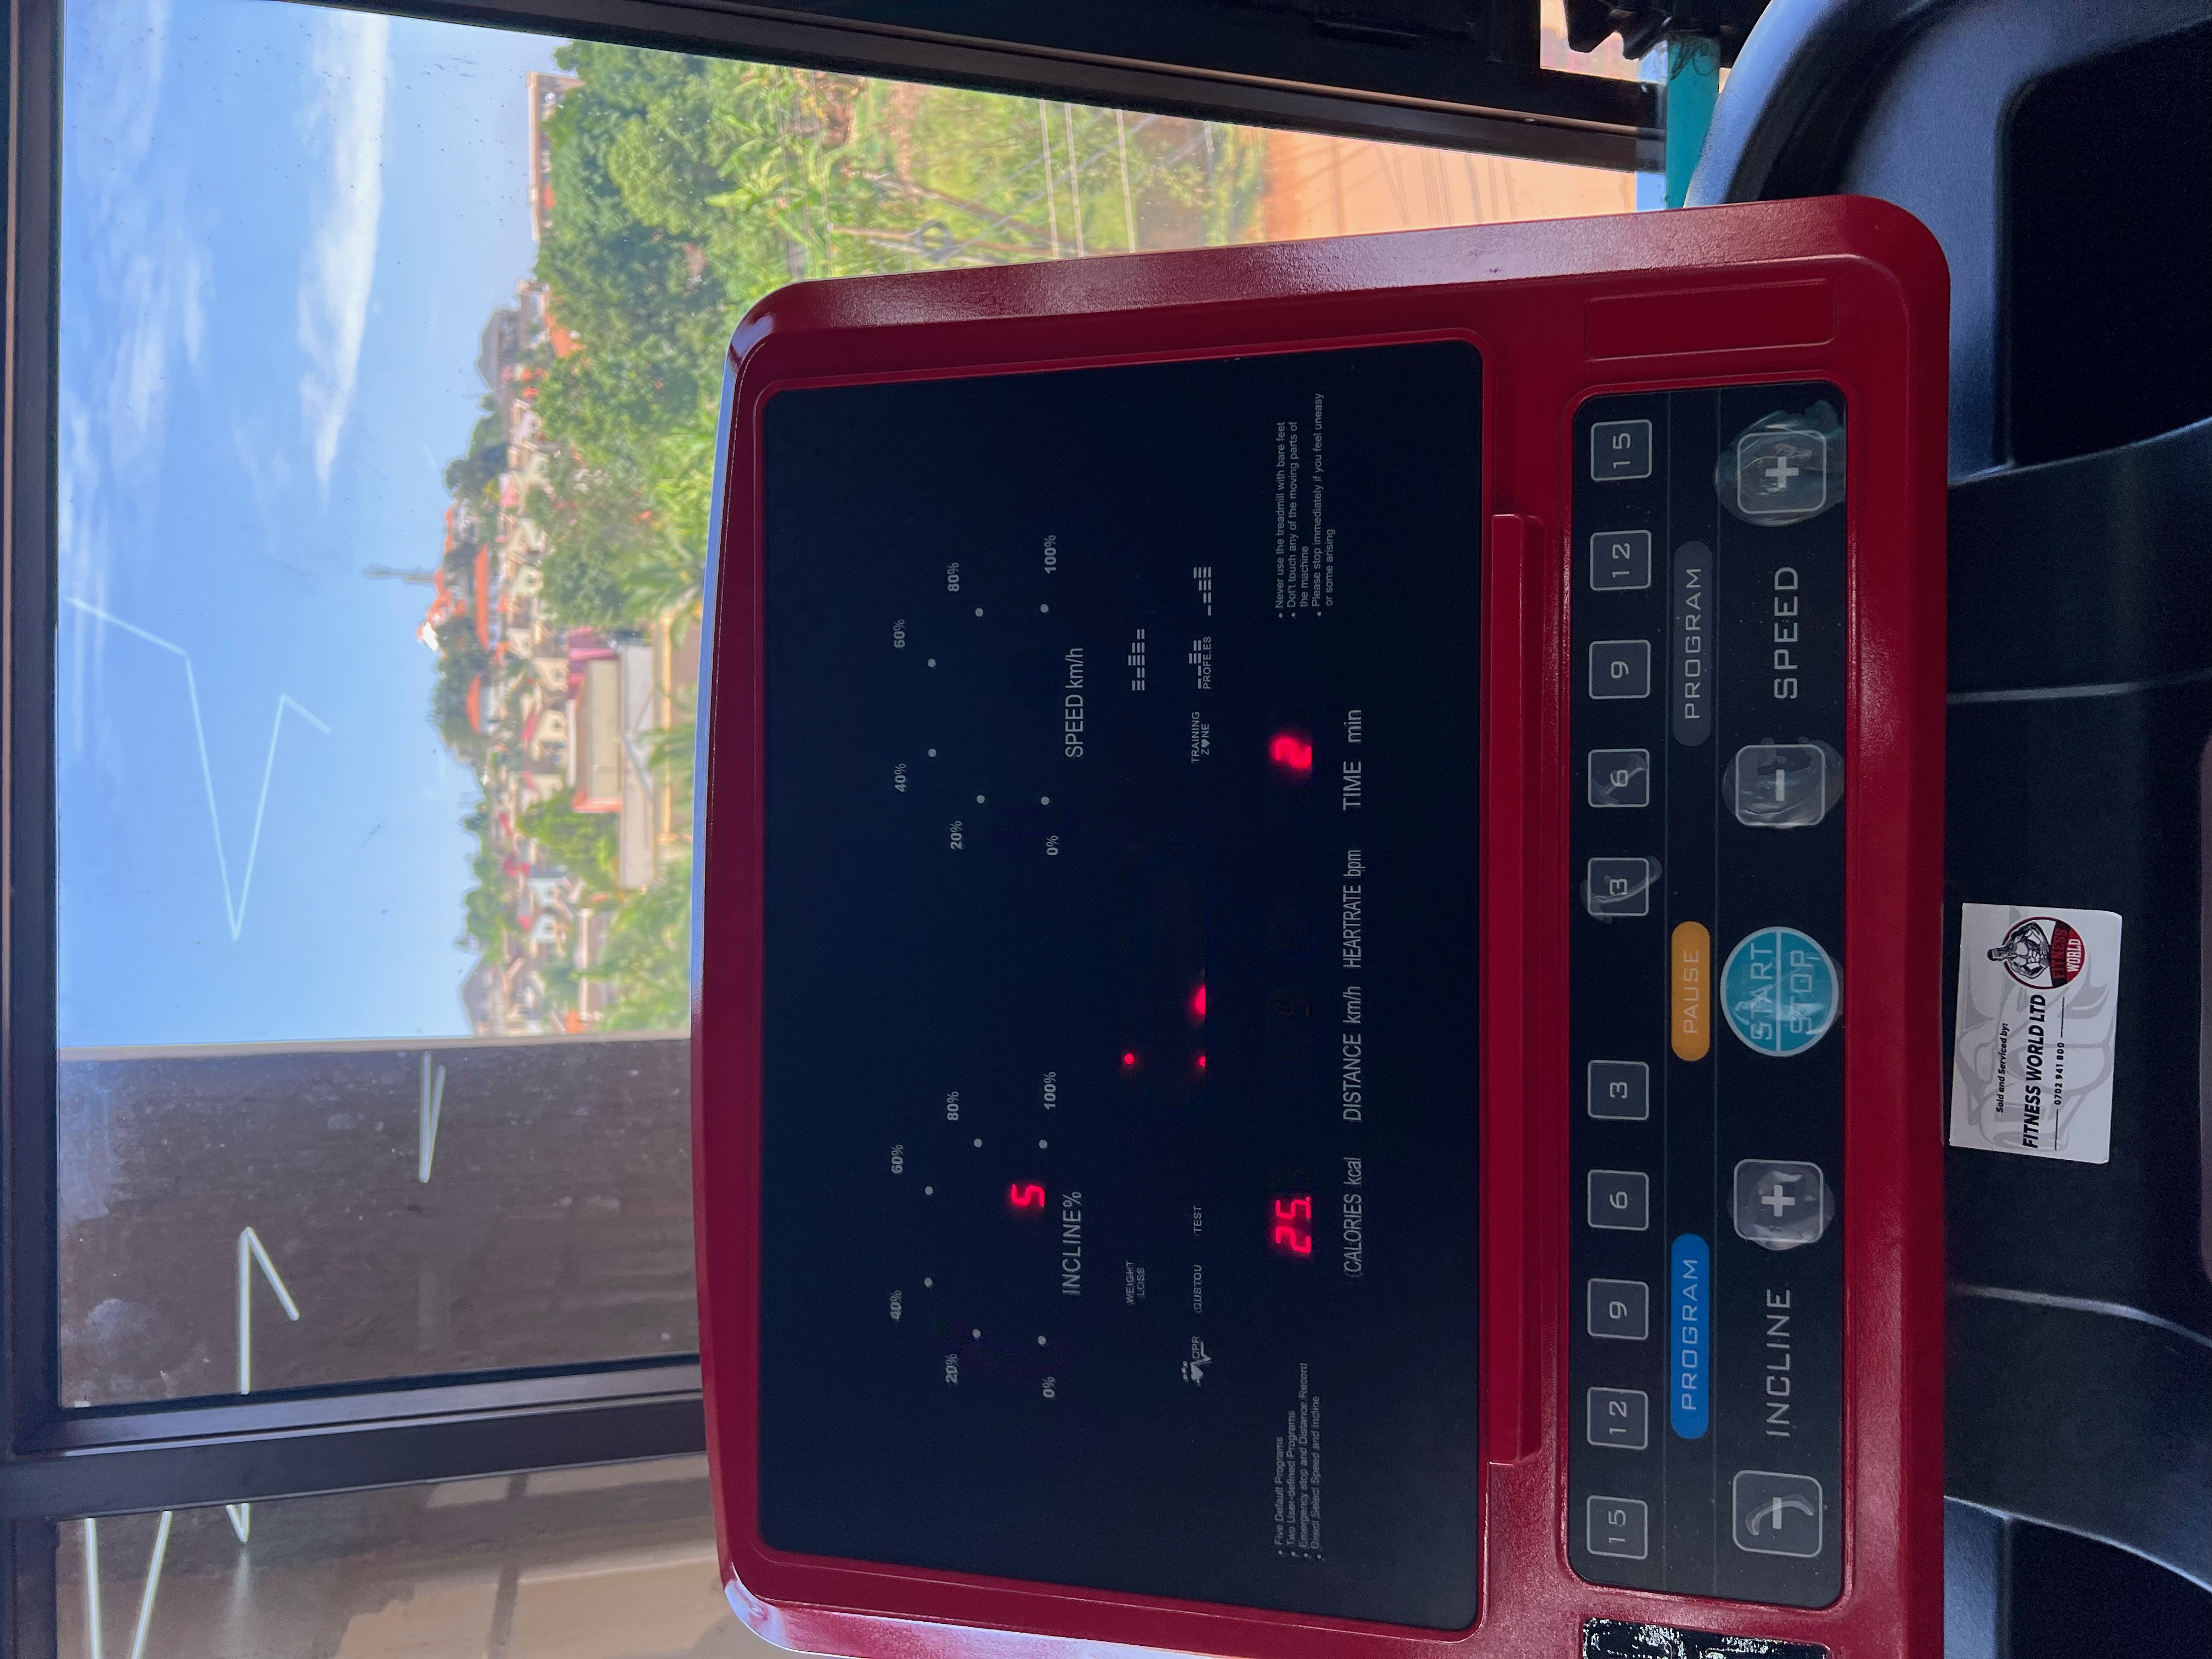 40% 60%
20% 80%
5
0% 100%
INCLINE%
40% 60%
20% 80%
0% 100%
SPEED km/h
WEIGHT
LOSS
CUSTOU TEST
TRAINING
Z♥NE
PROFE.ES
• Five Default Programs
• Two User-defined Programs
• Emergency stop and Distance Record
• Direct Select Speed and Incline
25. 2
CALORIES kcal DISTANCE km/h HEARTRATE bpm TIME min
• Never use the treadmill with bare feet
• Dot't touch any of the moving parts of
the machine
• Please stop immediately if you feel uneasy
or some arising
15 12 9 6 3 3 6 9 12 15
PROGRAM PAUSE PROGRAM
- INCLINE + START
STOP - SPEED +
Sold and Serviced by:
FITNESS WORLD LTD
0702 941 800
FITNESS
WORLD